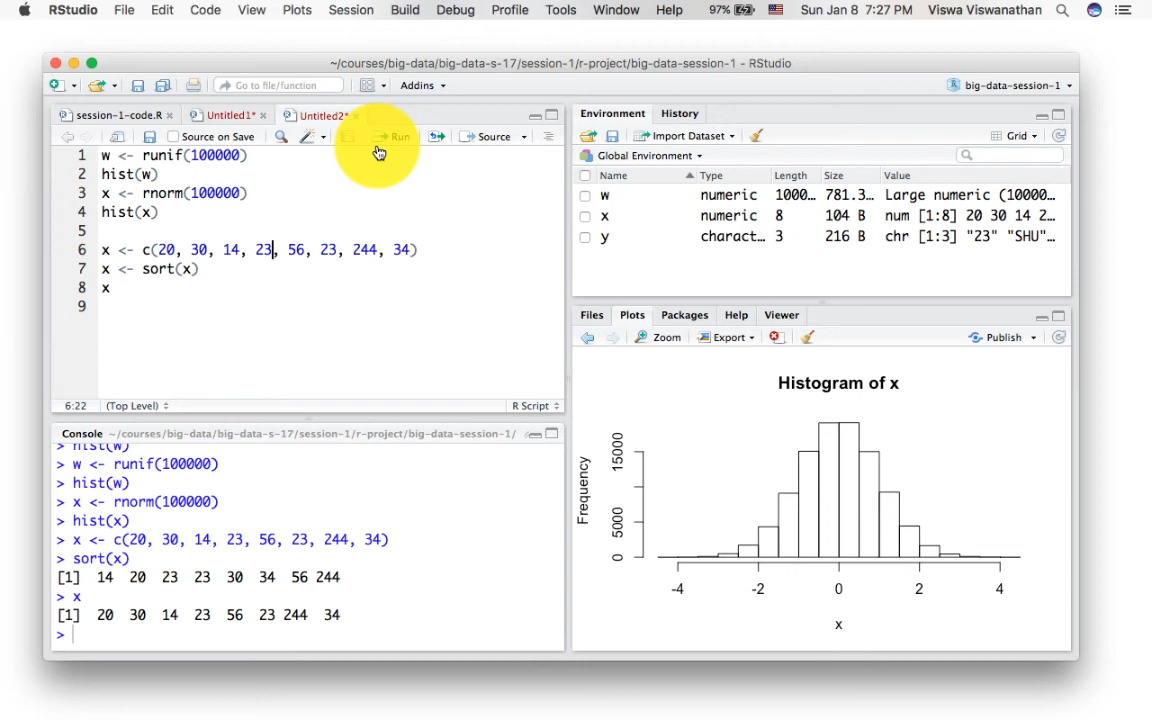 RStudio File Edit Code View Plots Session Build Debug Profile Tools Window Help 97% Sun Jan 8 7:27 PM Viswa Viswanathan
~/courses/big-data/big-data-s-17/session-1/r-project/big-data-session-1 - RStudio
Go to file/function Addins big-data-session-1
session-1-code.R Untitled1* Untitled2*
Source on Save Run Source
1 w <- runif(100000)
2 hist(w)
3 x <- rnorm(100000)
4 hist(x)
5
6 x <- c(20, 30, 14, 23, 56, 23, 244, 34)
7 x <- sort(x)
8 x
9
6:22 (Top Level) R Script
Console ~/courses/big-data/big-data-s-17/session-1/r-project/big-data-session-1/
> hist(w)
> w <- runif(100000)
> hist(w)
> x <- rnorm(100000)
> hist(x)
> x <- c(20, 30, 14, 23, 56, 23, 244, 34)
> sort(x)
[1] 14 20 23 23 30 34 56 244
> x
[1] 20 30 14 23 56 23 244 34
>
Environment History
Import Dataset Grid
Global Environment
Name Type Length Size Value
w numeric 1000... 781.3... Large numeric (10000...
x numeric 8 104 B num [1:8] 20 30 14 2...
y charact... 3 216 B chr [1:3] "23" "SHU"...
Files Plots Packages Help Viewer
Zoom Export Publish
Histogram of x
Frequency
15000
5000
0
-4 -2 0 2 4
x